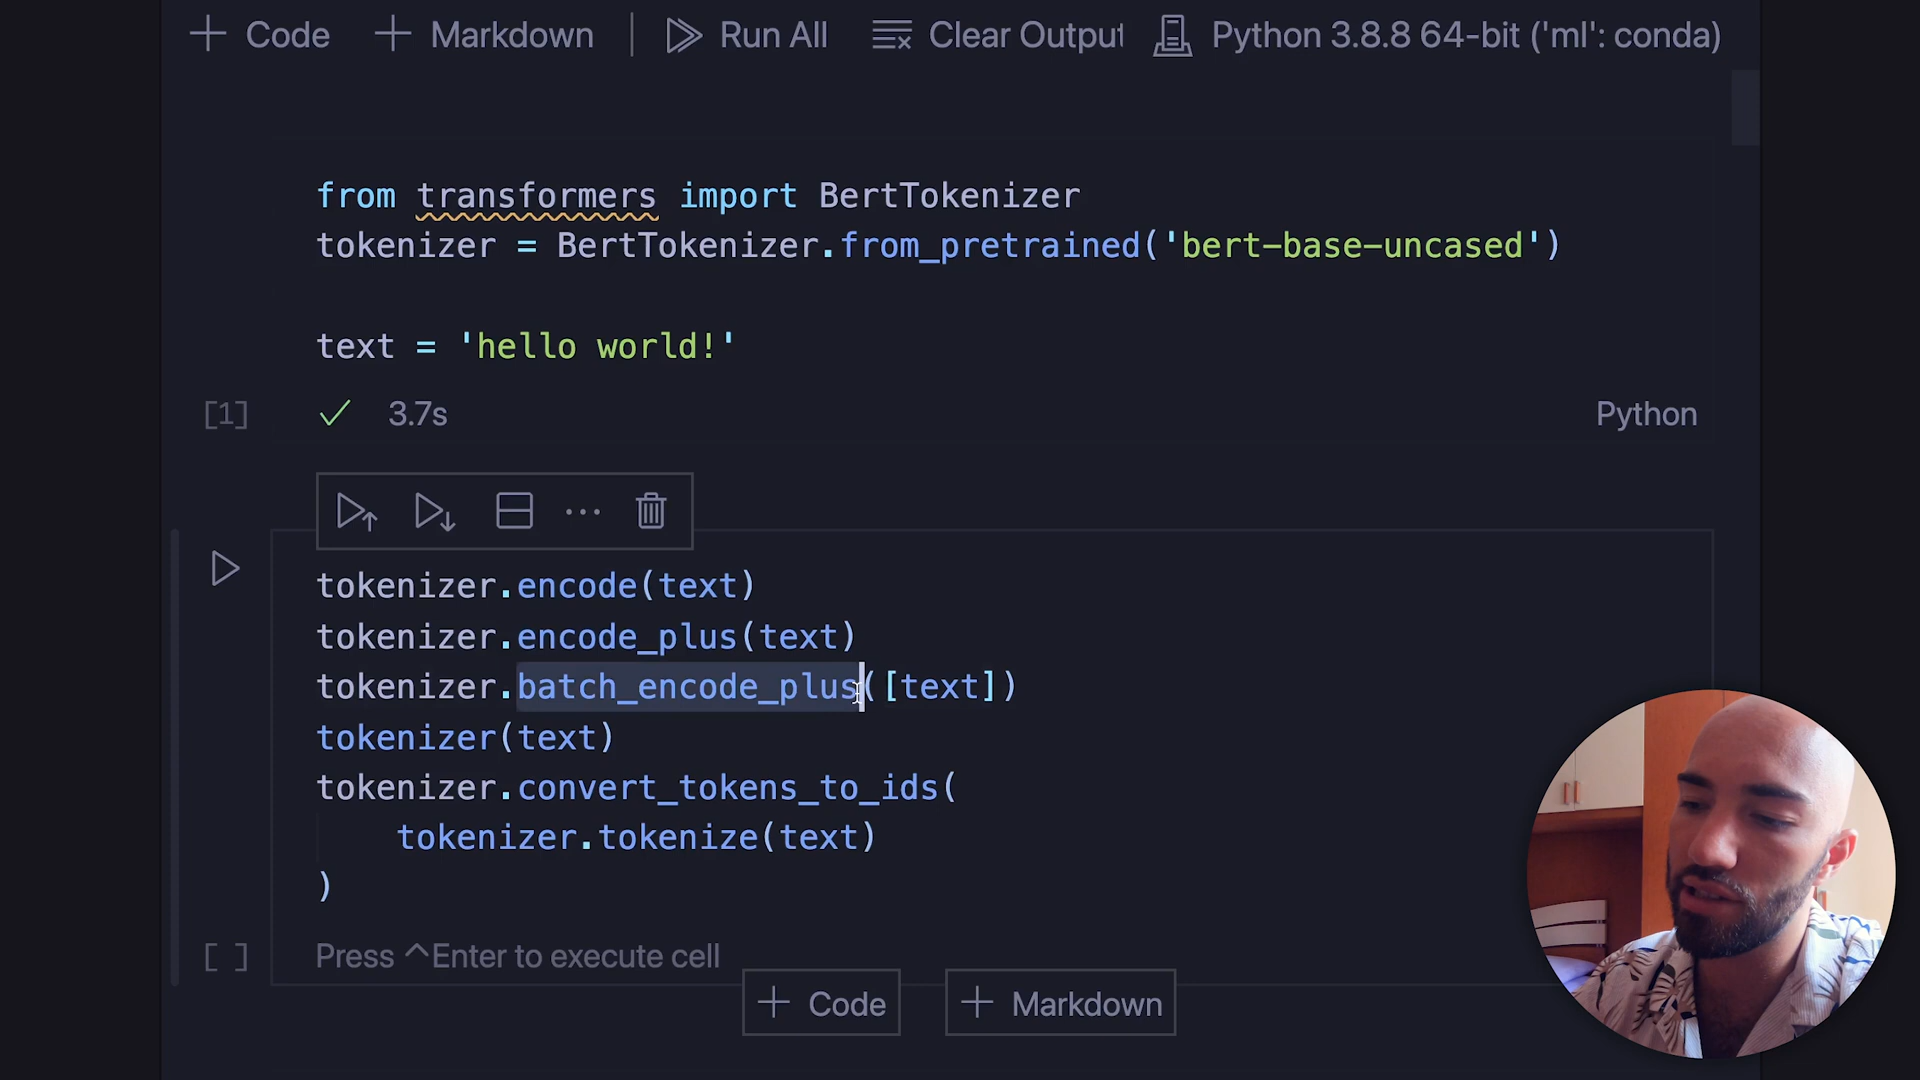 Code Markdown Run All Clear Output Python 3.8.8 64-bit ('ml': conda)
from transformers import BertTokenizer
tokenizer = BertTokenizer.from_pretrained('bert-base-uncased')
text = 'hello world!'
[1] 3.7s Python
tokenizer.encode(text)
tokenizer.encode_plus(text)
tokenizer.batch_encode_plus([text])
tokenizer(text)
tokenizer.convert_tokens_to_ids(
tokenizer.tokenize(text)
)
[ ] Press ^Enter to execute cell
Code Markdown